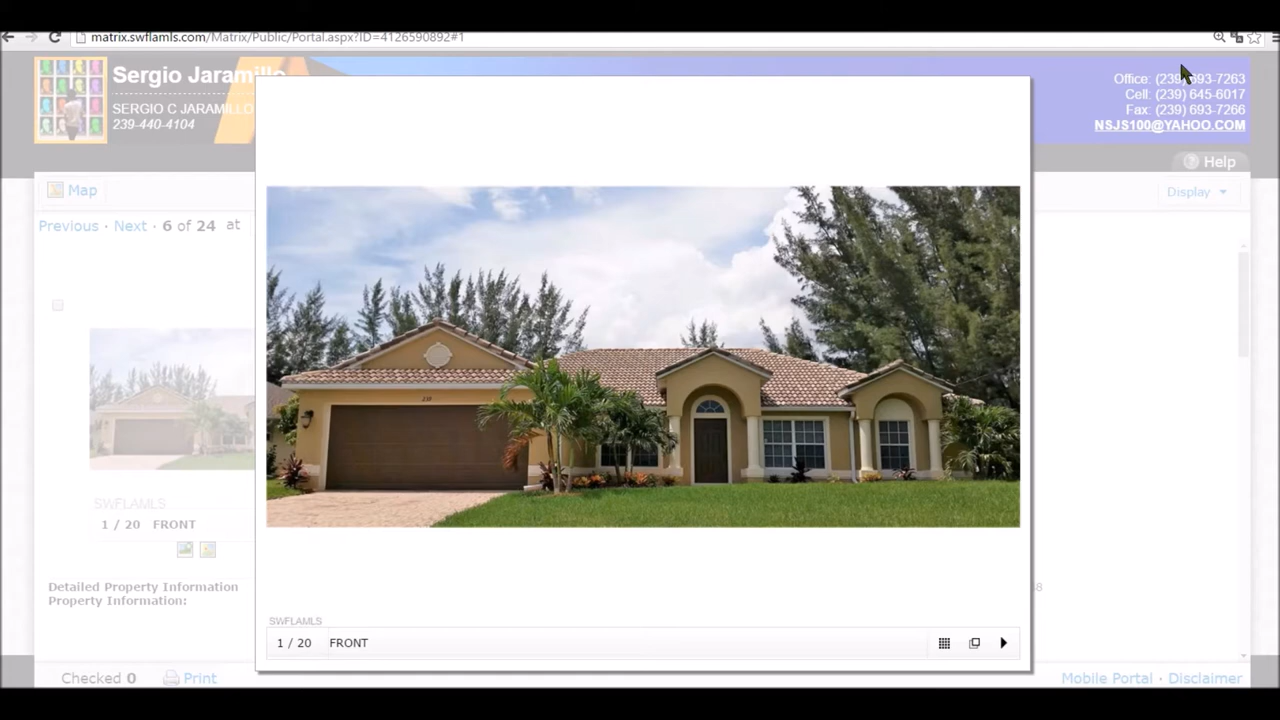 matrix.swflamls.com/Matrix/Public/Portal.aspx?ID=4126590892#1
Sergio Jaramillo
SERGIO C JARAMILLO
239-440-4104
Office: (239) 693-7263
Cell: (239) 645-6017
Fax: (239) 693-7266
NSJS100@YAHOO.COM
? Help
Map
Display
Previous · Next · 6 of 24 at
SWFLAMLS
1 / 20 FRONT
Detailed Property Information
Property Information:
239
SWFLAMLS
1 / 20 FRONT
Checked 0
Print
Mobile Portal · Disclaimer